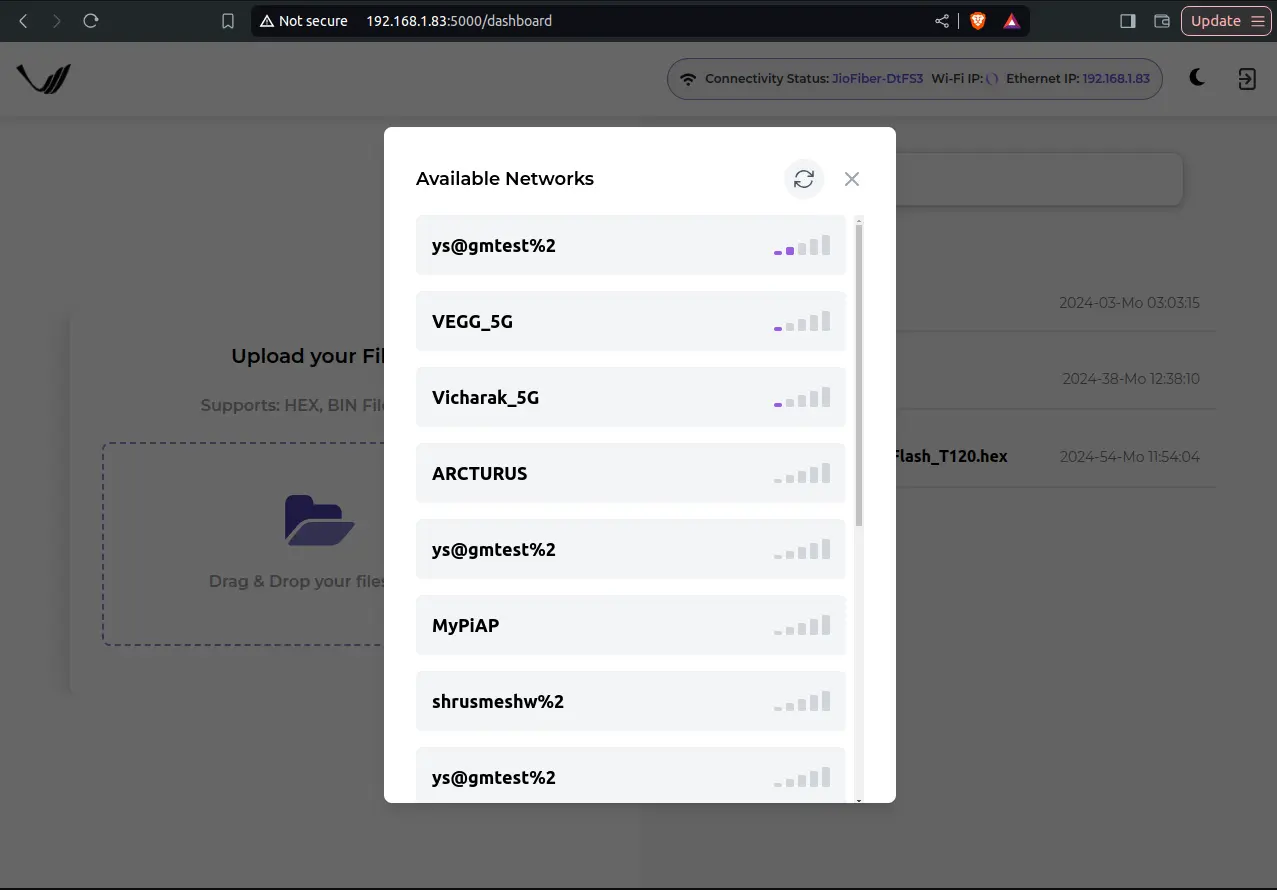 Not secure 192.168.1.83:5000/dashboard Update
Connectivity Status: JioFiber-DtFS3 Wi-Fi IP: Ethernet IP: 192.168.1.83
Available Networks
ys@gmtest%2
VEGG_5G
Vicharak_5G
ARCTURUS
ys@gmtest%2
MyPiAP
shrusmeshw%2
ys@gmtest%2
Upload your Fil
Supports: HEX, BIN File
Drag & Drop your files
2024-03-Mo 03:03:15
2024-38-Mo 12:38:10
Flash_T120.hex 2024-54-Mo 11:54:04